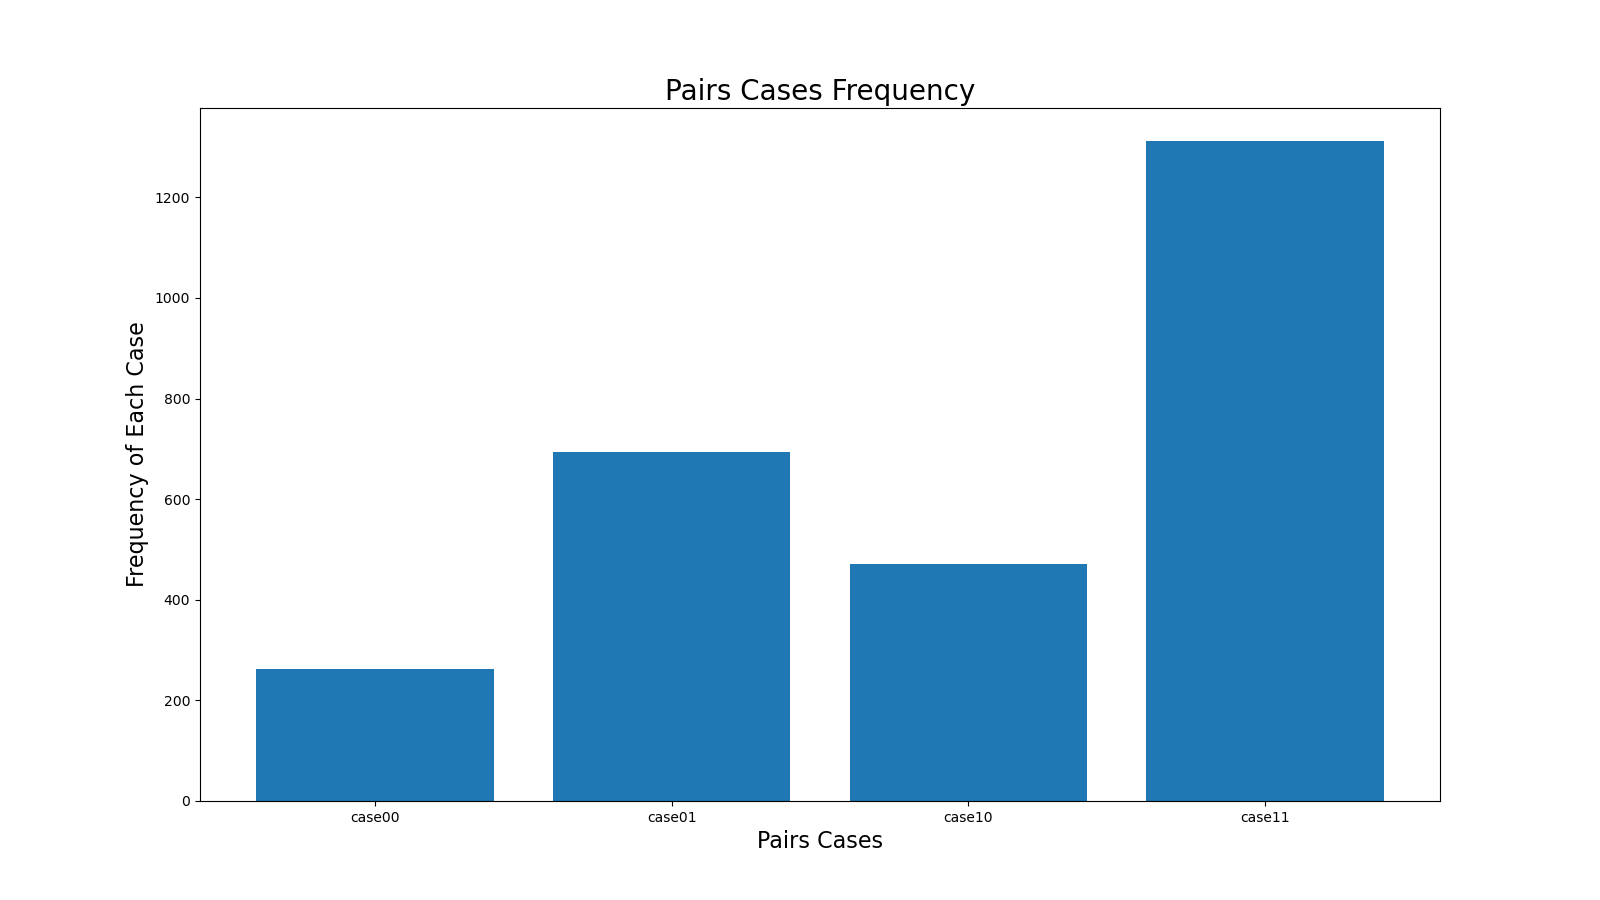 Pairs Cases Frequency
Frequency of Each Case
1200
1000
800
600
400
200
0
case00 case01 case10 case11
Pairs Cases